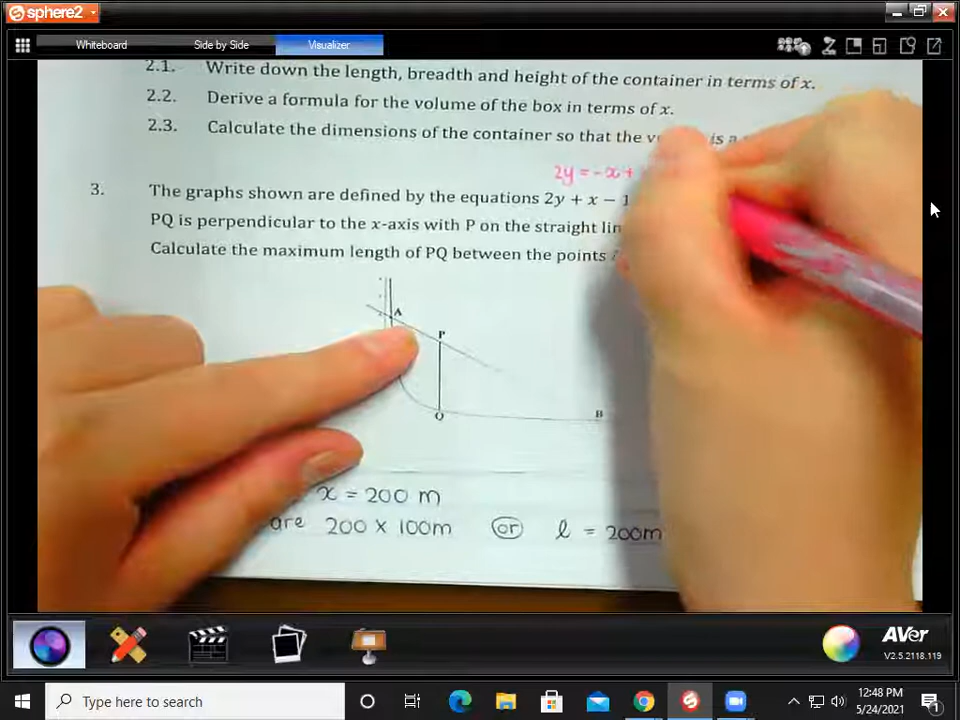 sphere2
Whiteboard
Side by Side
Visualizer
2.1. Write down the length, breadth and height of the container in terms of x.
2.2. Derive a formula for the volume of the box in terms of x.
2.3. Calculate the dimensions of the container so that the is a
2y = -x +
3. The graphs shown are defined by the equations 2y + x − 1
PQ is perpendicular to the x-axis with P on the straight
Calculate the maximum length of PQ between the points
A
P
Q
B
x = 200 m
are 200 x 100m or l = 200m
AVer
V2.5.2118.119
Type here to search
12:48 PM
5/24/2021
1